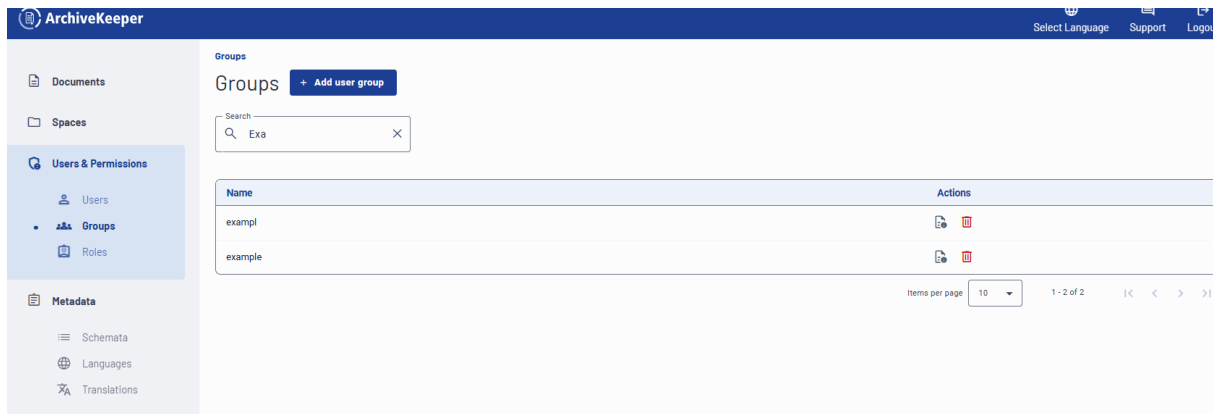 ArchiveKeeper
Select Language Support
Documents
Spaces
Users & Permissions
Users
Groups
Roles
Metadata
Schemata
Languages
Translations
Groups
Groups + Add user group
Search
Exa
Name Actions
exampl
example
Items per page 10 1 - 2 of 2